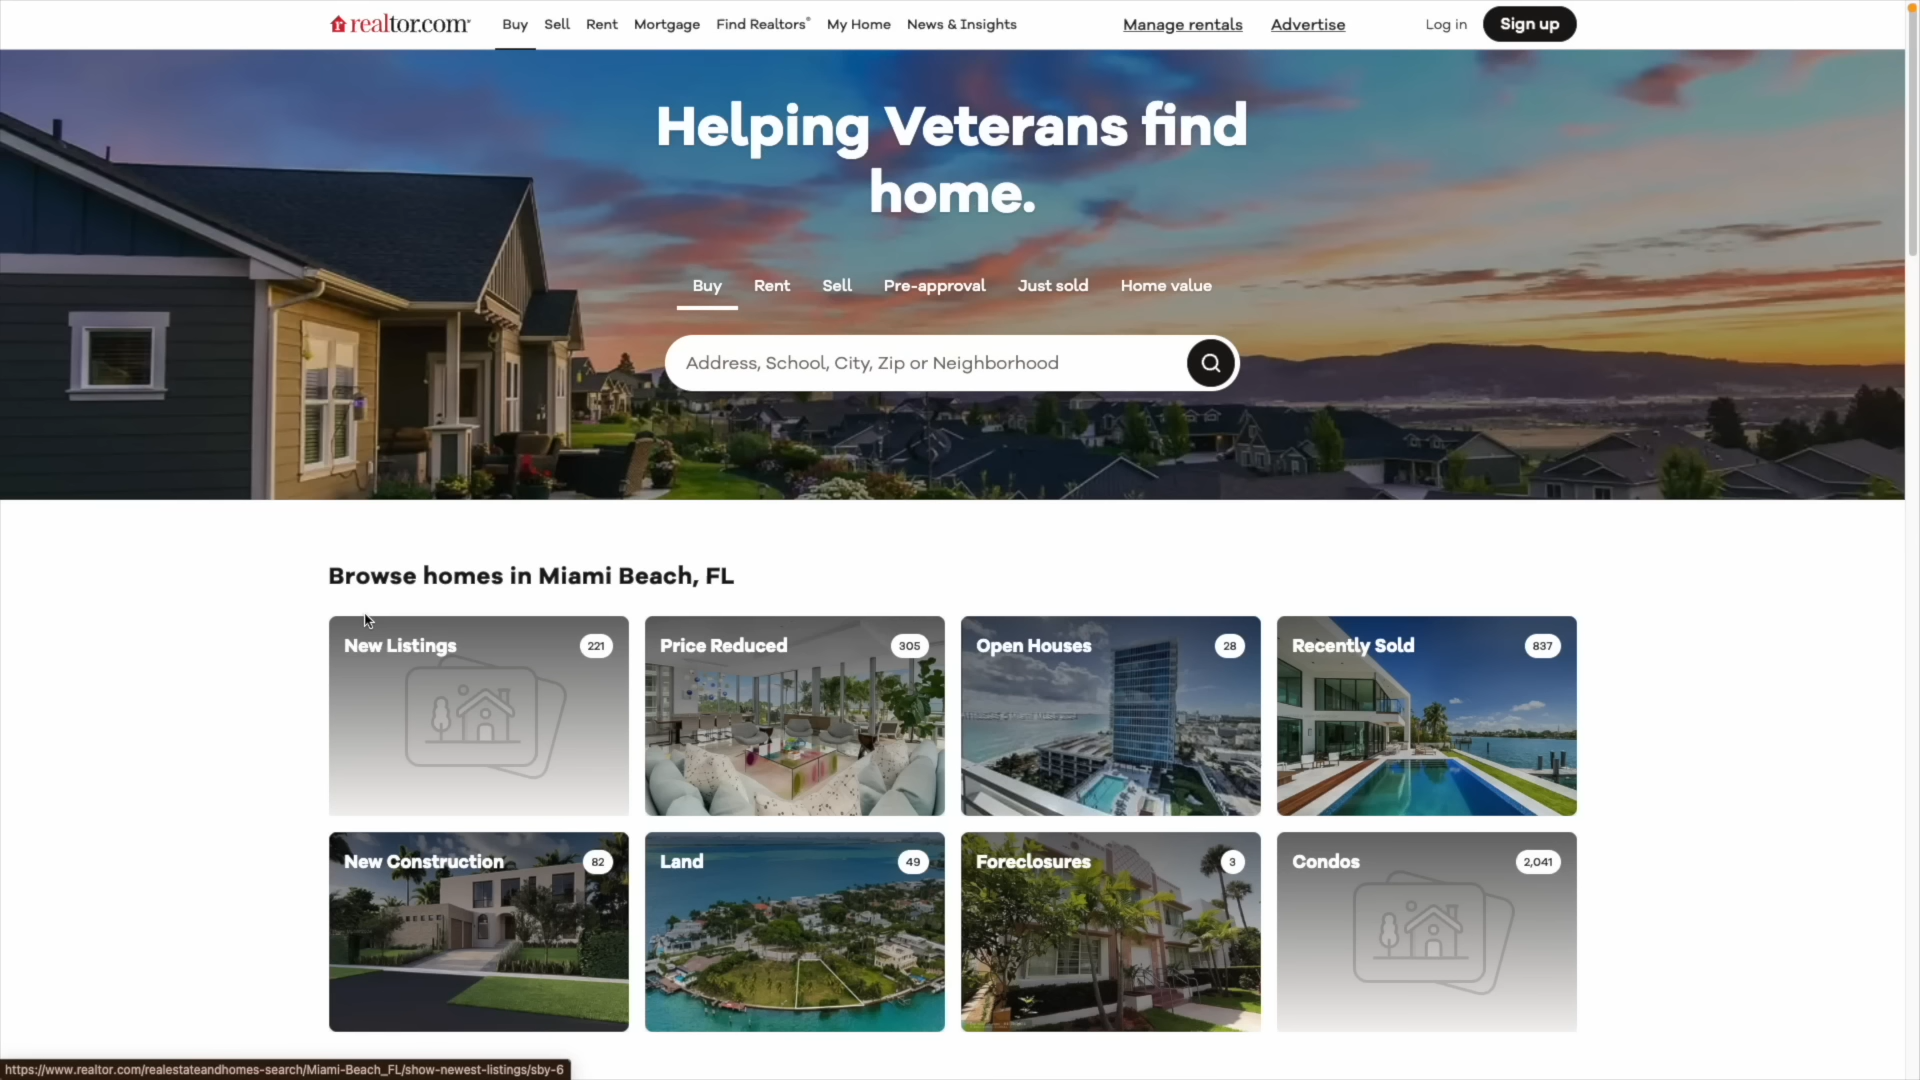 realtor.com®
Buy Sell Rent Mortgage Find Realtors® My Home News & Insights
Manage rentals Advertise
Log in Sign up
Helping Veterans find
home.
Buy Rent Sell Pre-approval Just sold Home value
Address, School, City, Zip or Neighborhood
Browse homes in Miami Beach, FL
New Listings 221
Price Reduced 305
Open Houses 28
Recently Sold 837
New Construction 82
Land 49
Foreclosures 3
Condos 2,041
https://www.realtor.com/realestateandhomes-search/Miami-Beach_FL/show-newest-listings/sby-6